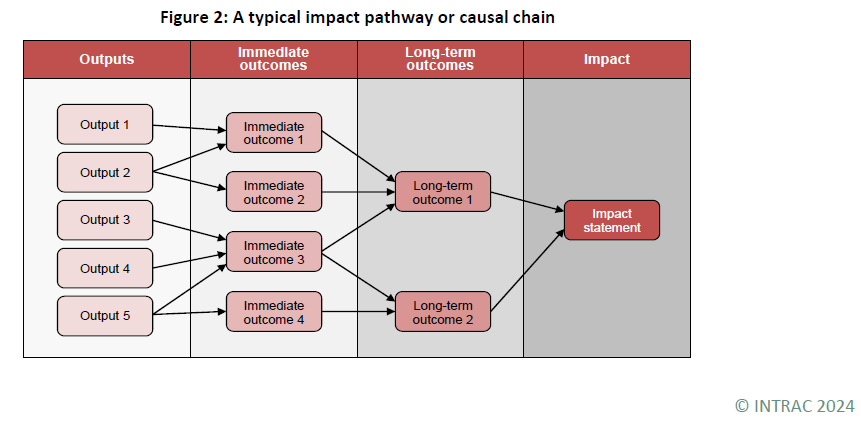 Figure 2: A typical impact pathway or causal chain
Outputs
Immediate
outcomes
Long-term
outcomes
Impact
Output 1
Output 2
Output 3
Output 4
Output 5
Immediate
outcome 1
Immediate
outcome 2
Immediate
outcome 3
Immediate
outcome 4
Long-term
outcome 1
Long-term
outcome 2
Impact
statement
© INTRAC 2024